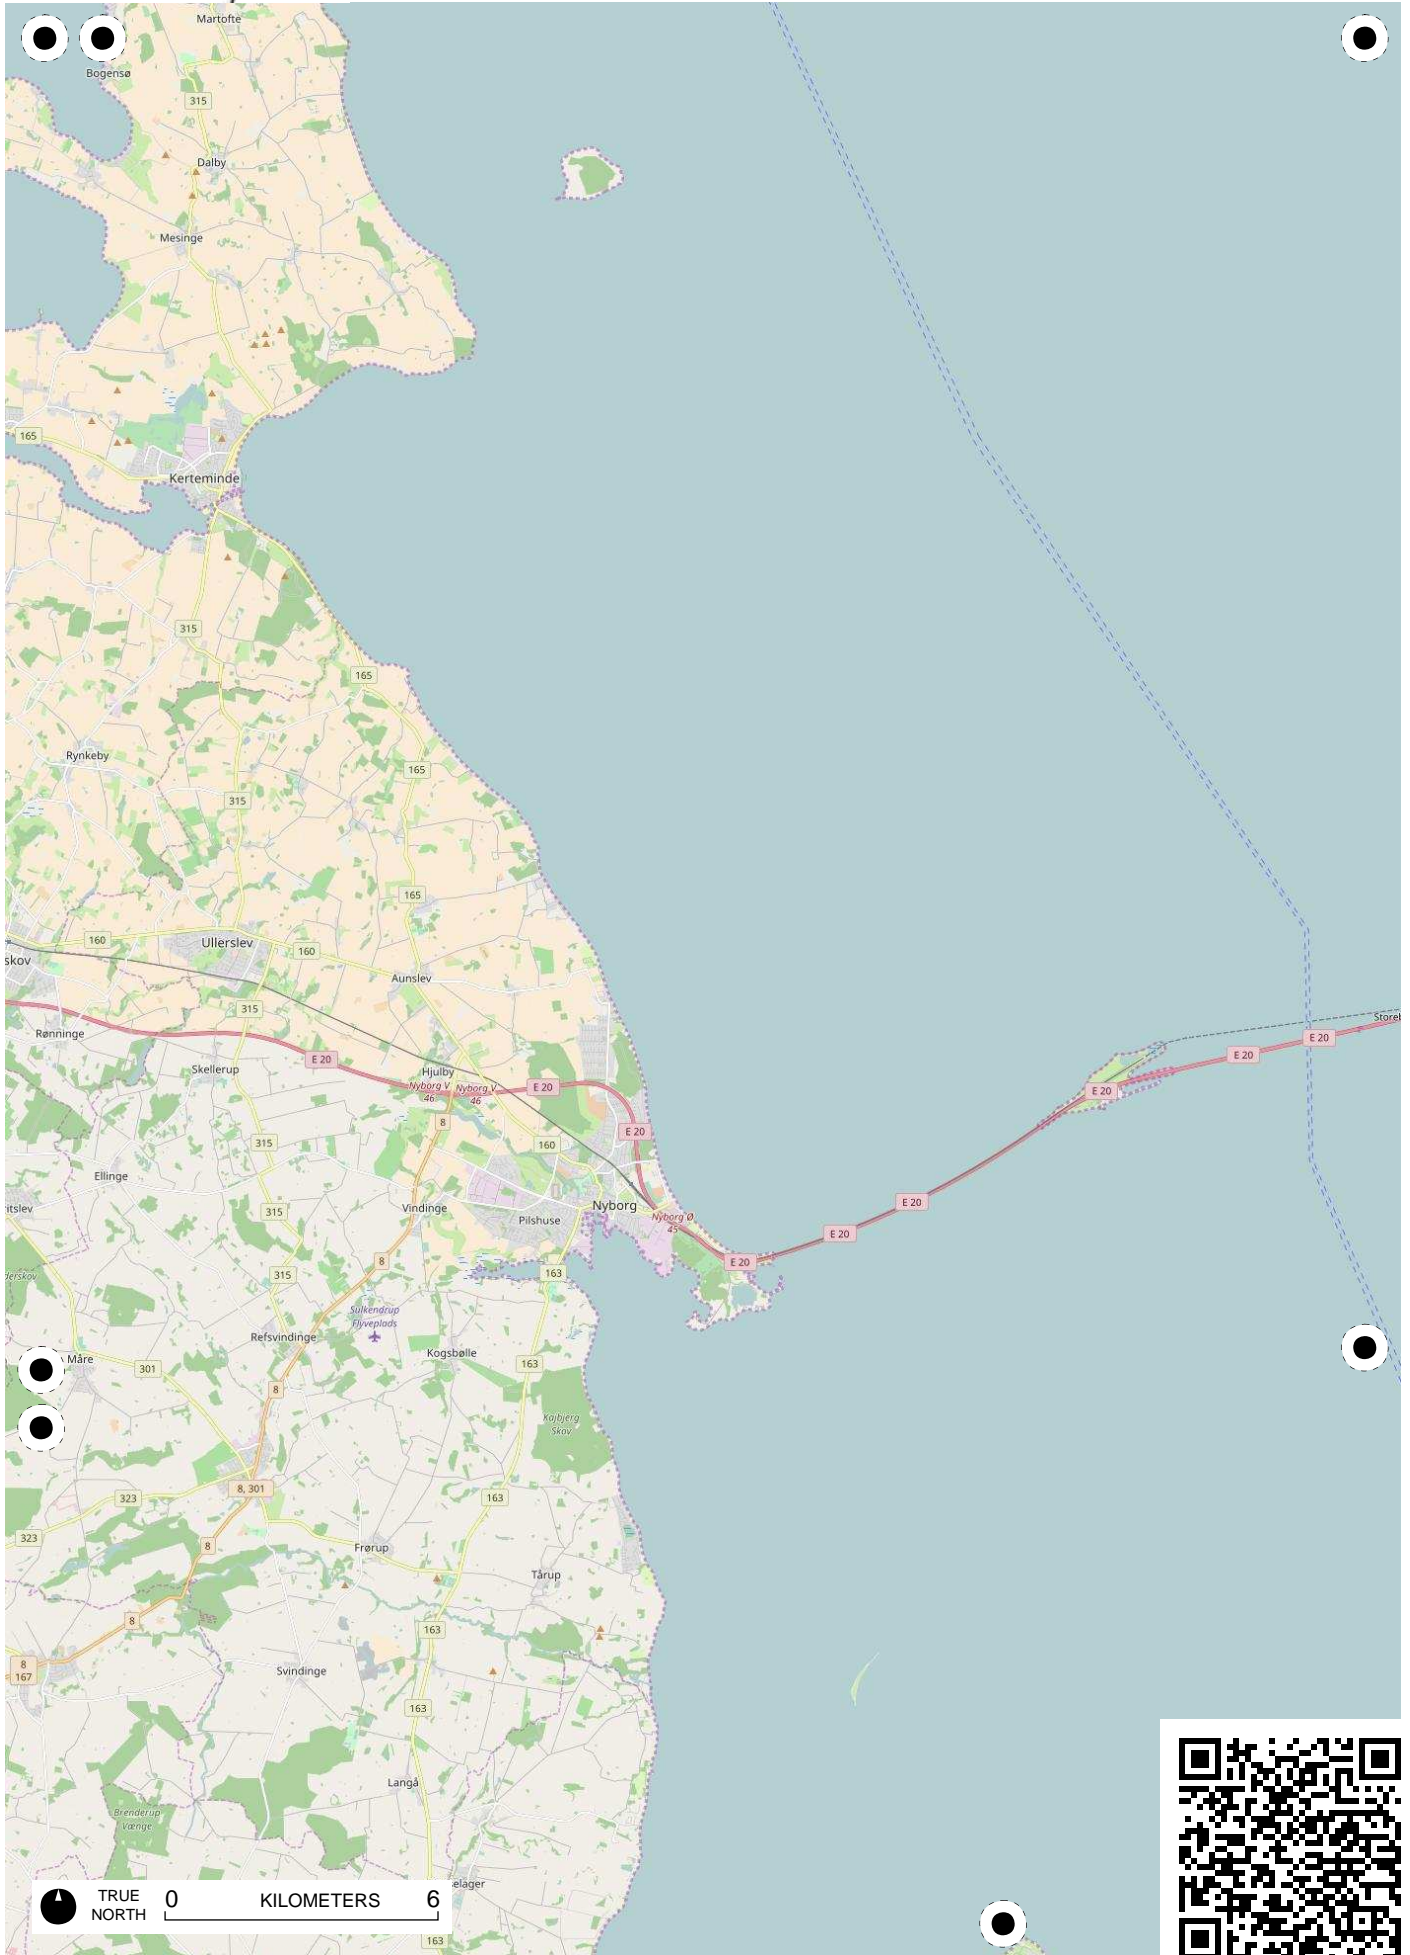 Martofte
Bogensø
315
Dalby
Mesinge
165
Kerteminde
315
165
Rynkeby
165
315
165
160
Ullerslev
160
skov
Aunslev
315
Storeb
Rønninge
E 20
E 20
E 20
Skellerup
Hjulby
E 20
Nyborg V
46
Nyborg V
46
E 20
E 20
8
E 20
315
160
Ellinge
ritslev
315
Vindinge
Pilshuse
Nyborg
Nyborg Ø
45
E 20
E 20
8
E 20
derskov
315
163
Sulkendrup
Flyveplads
Refsvindinge
Kogsbølle
Måre
301
163
8
Kajbjerg
Skov
8, 301
323
163
323
8
Frørup
Tårup
8
163
8
167
Svindinge
163
Langå
Brenderup
Vænge
selager
TRUE
NORTH
0 KILOMETERS 6
163